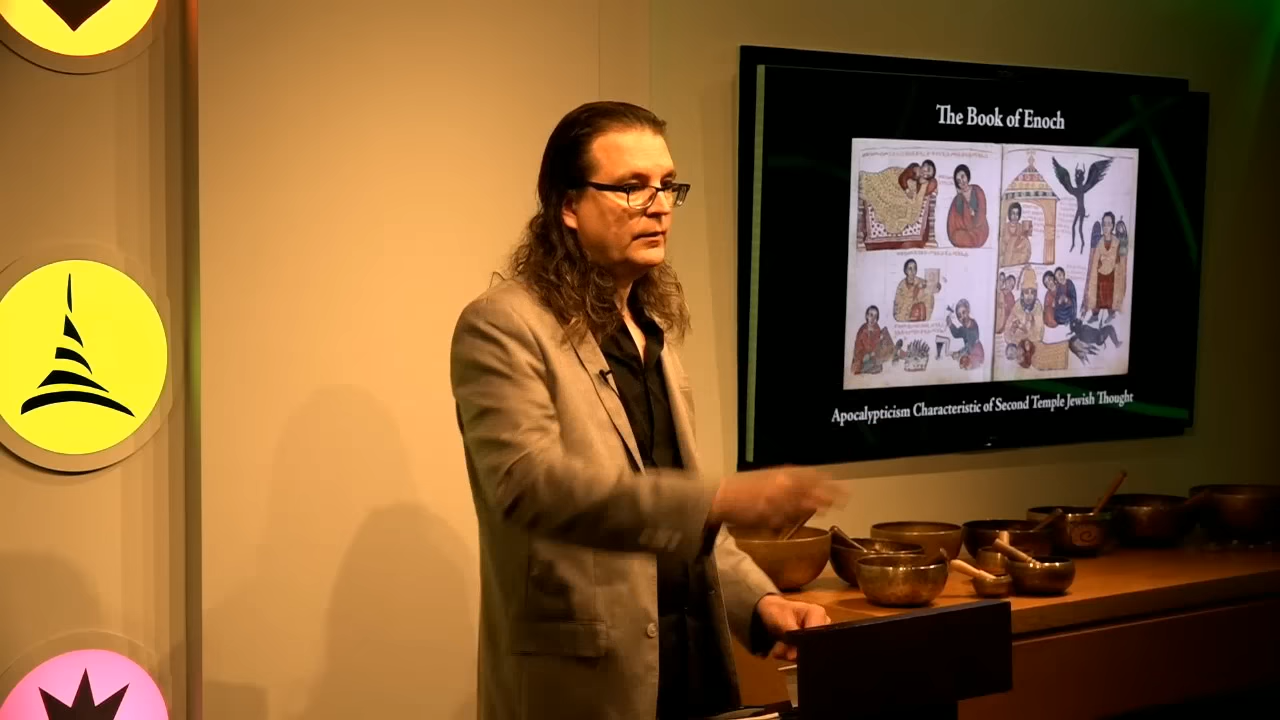 The Book of Enoch
Apocalypticism Characteristic of Second Temple Jewish Thought